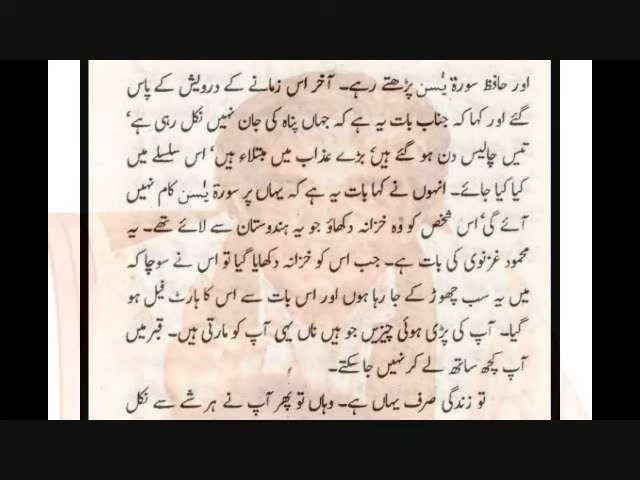 اور حافظ سورۃ یٰسن پڑھتے رہے۔ آخر اس زمانے کے درویش کے پاس
گئے اور کہا کہ جناب بات یہ ہے کہ جہاں پناہ کی جان نہیں نکل رہی ہے‘
تیس چالیس دن ہو گئے ہیں‘ بڑے عذاب میں مبتلاء ہیں‘ اس سلسلے میں
کیا کیا جائے۔ انہوں نے کہا بات یہ ہے کہ یہاں پر سورۃ یٰسن کام نہیں
آئے گی‘ اس شخص کو وہ خزانہ دکھاؤ جو یہ ہندوستان سے لائے تھے۔ یہ
محمود غزنوی کی بات ہے۔ جب اس کو خزانہ دکھایا گیا تو اس نے سوچا کہ
میں یہ سب چھوڑ کے جا رہا ہوں اور اس بات سے اس کا ہارٹ فیل ہو
گیا۔ آپ کی پڑی ہوئی چیزیں جو ہیں ناں یہی آپ کو مارتی ہیں۔ قبر میں
آپ کچھ ساتھ لے کر نہیں جا سکتے۔
تو زندگی صرف یہاں ہے۔ وہاں تو پھر آپ نے ہر شے سے نکل